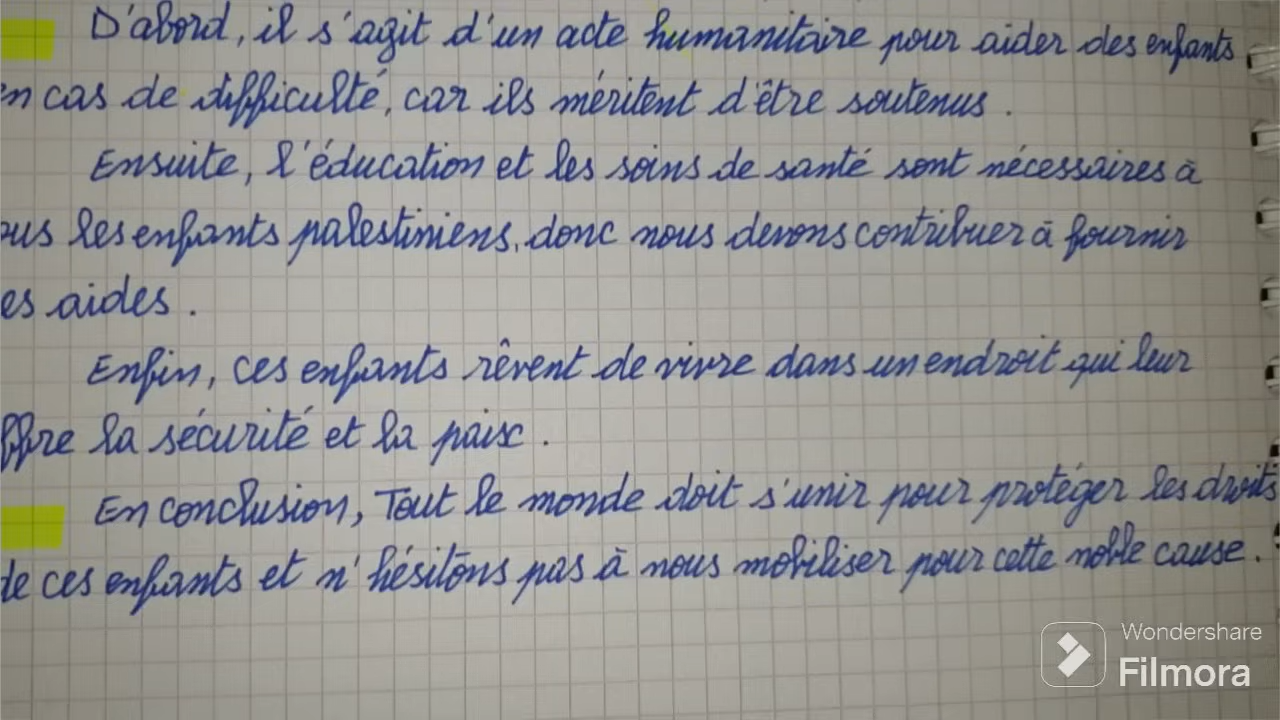 D'abord, il s'agit d'un acte humanitaire pour aider des enfants
en cas de difficulté, car ils méritent d'être soutenus.
Ensuite, l'éducation et les soins de santé sont nécessaires à
ous les enfants palestiniens, donc nous devons contribuer à fournir
es aides.
Enfin, ces enfants rêvent de vivre dans un endroit qui leur
ffre la sécurité et la paix.
En conclusion, Tout le monde doit s'unir pour protéger les droits
de ces enfants et n'hésitons pas à nous mobiliser pour cette noble cause.
Wondershare
Filmora